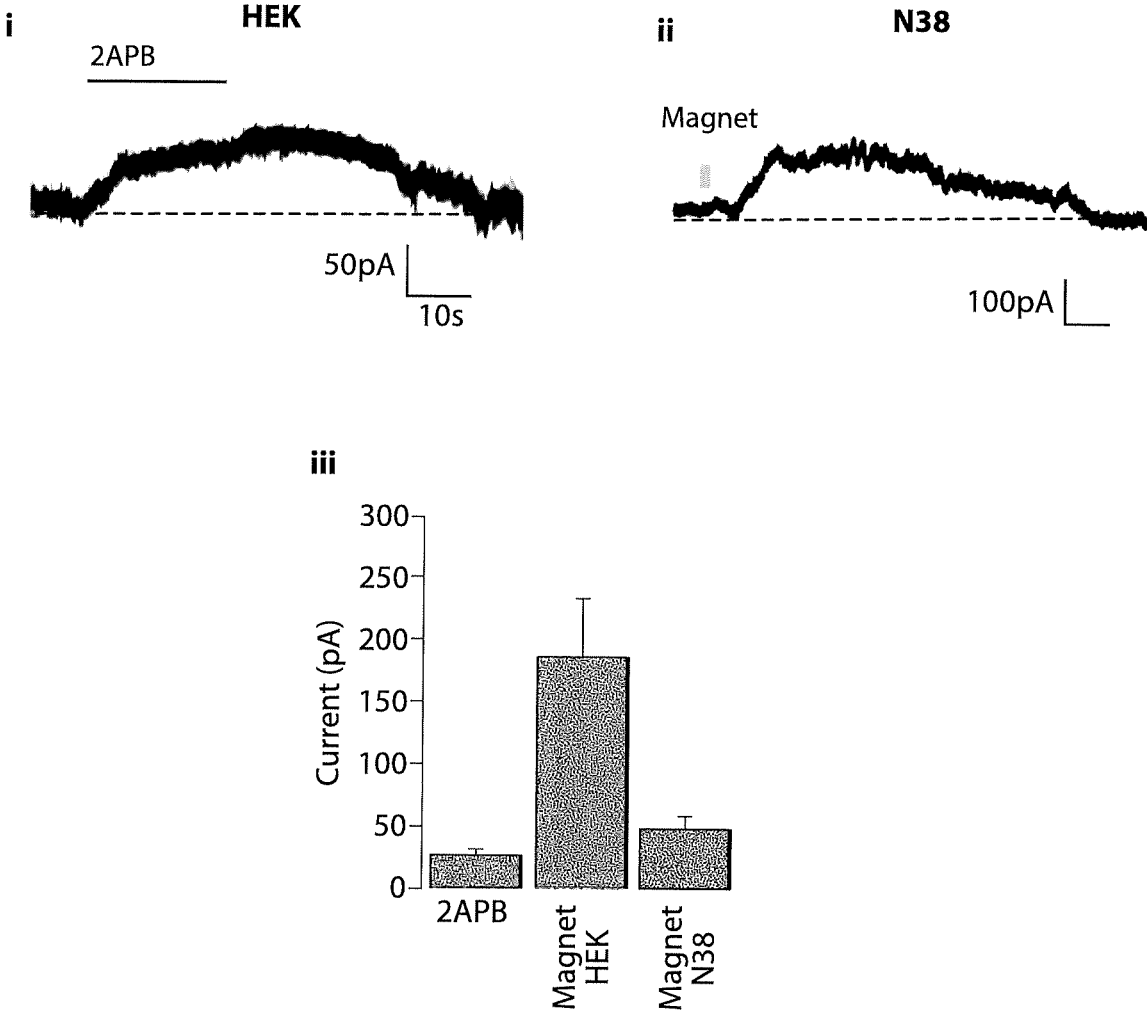 i
HEK
2APB
50pA
10s
ii
N38
Magnet
100pA
iii
Current (pA)
300
250
200
150
100
50
0
2APB
Magnet
HEK
Magnet
N38